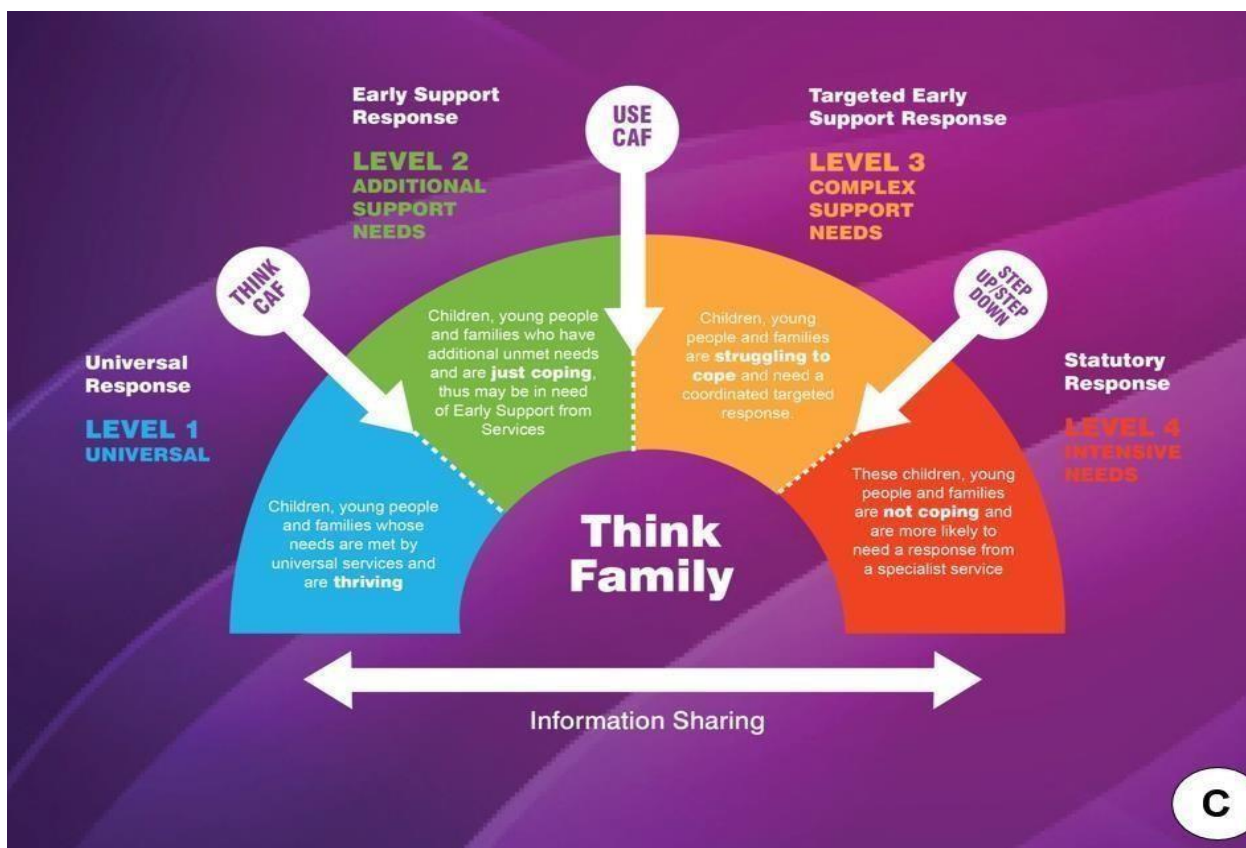 Early Support
Response
LEVEL 2
ADDITIONAL
SUPPORT
NEEDS
USE
CAF
Targeted Early
Support Response
LEVEL 3
COMPLEX
SUPPORT
NEEDS
THINK
CAF
STEP
UP/STEP
DOWN
Universal
Response
LEVEL 1
UNIVERSAL
Children, young people
and families who have
additional unmet needs
and are just coping,
thus may be in need
of Early Support from
Services
Children, young
people and families
are struggling to
cope and need a
coordinated targeted
response.
Statutory
Response
LEVEL 4
INTENSIVE
NEEDS
Children, young people
and families whose
needs are met by
universal services and
are thriving
Think
Family
These children, young
people and families
are not coping and
are more likely to
need a response from
a specialist service
Information Sharing
C